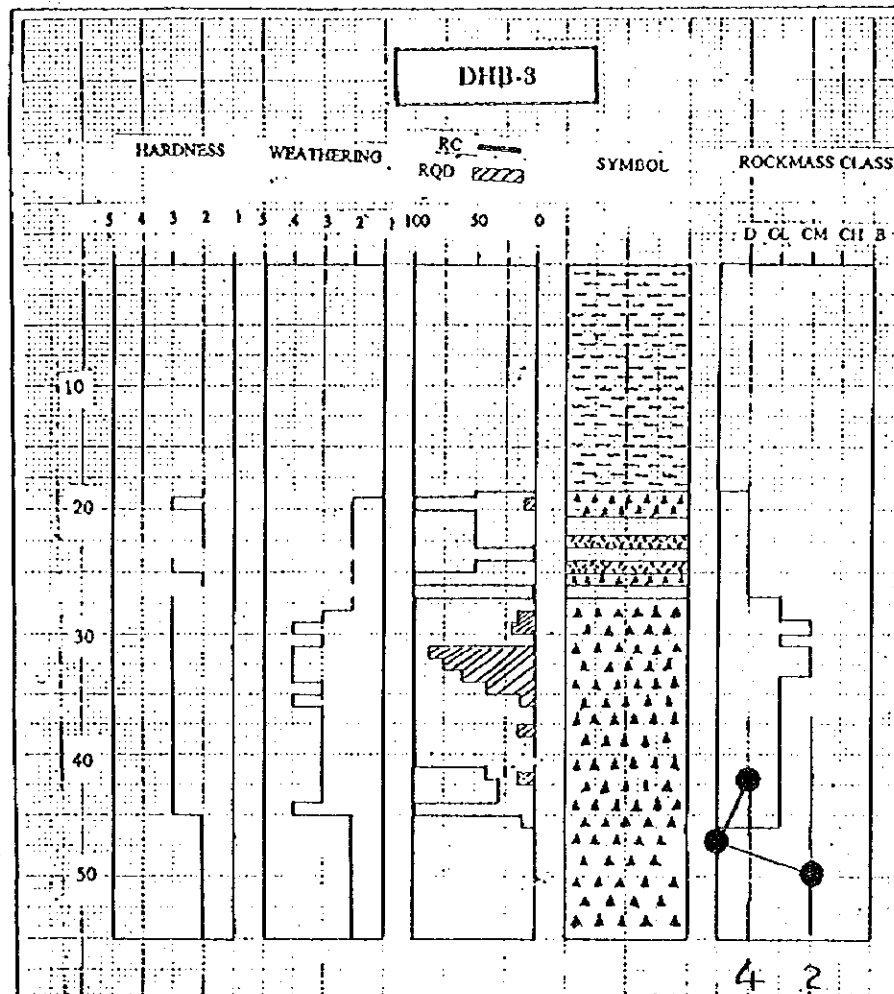 DHB-3
HARDNESS WEATHERING RC SYMBOL ROCKMASS CLASS
RQD
5 4 3 2 1 5 4 3 2 1 100 50 0 D CL CM CH B
10
20
30
40
50
4 2